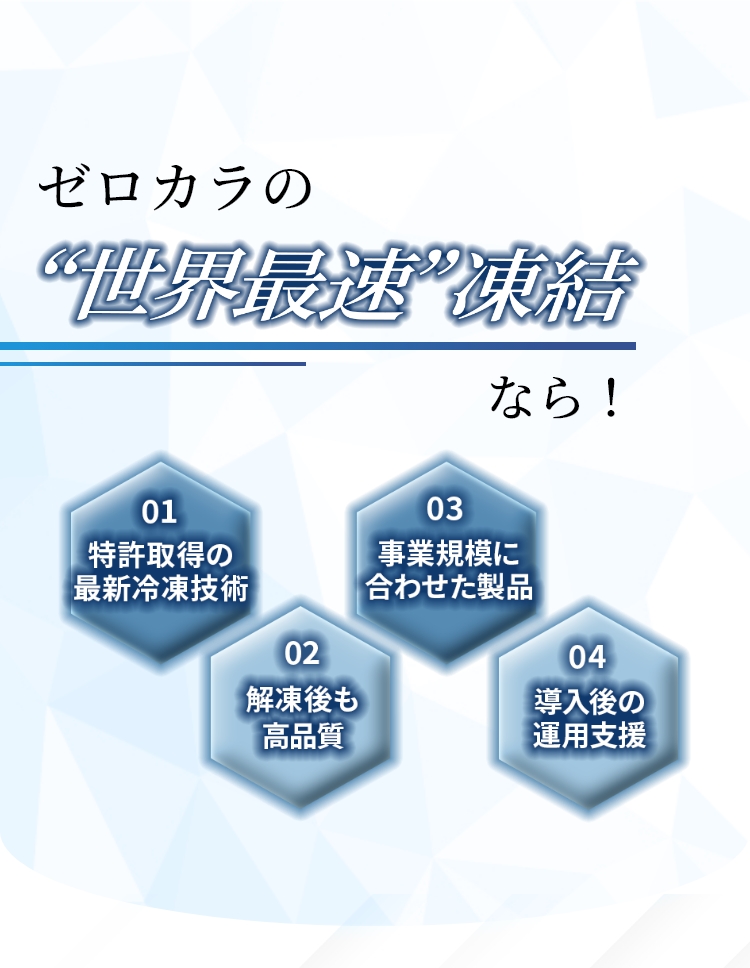 ゼロカラの
“世界最速”凍結
なら！
01
特許取得の
最新冷凍技術
02
解凍後も
高品質
03
事業規模に
合わせた製品
04
導入後の
運用支援